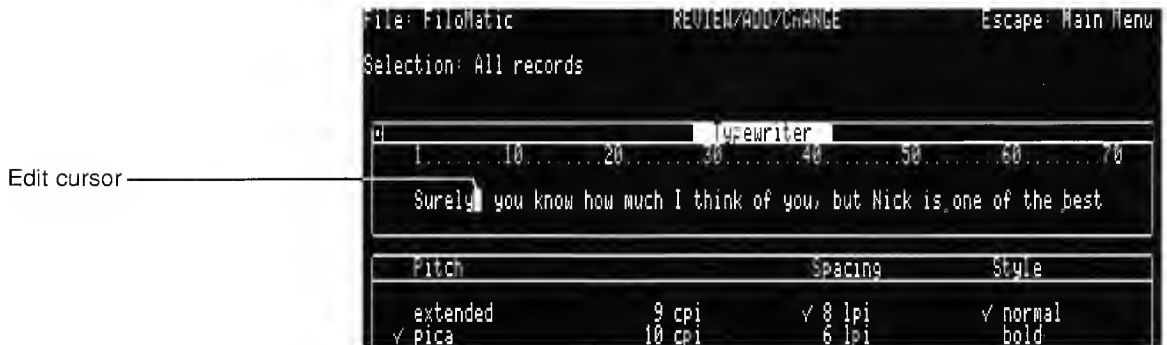 File: FiloMatic REVIEW/ADD/CHANGE Escape: Main Menu
Selection: All records
Typewriter
1........10........20........30........40........50........60........70
Edit cursor
Surely you know how much I think of you, but Nick is one of the best
Pitch Spacing Style
extended 9 cpi √ 8 lpi √ normal
√ pica 10 cpi 6 lpi bold